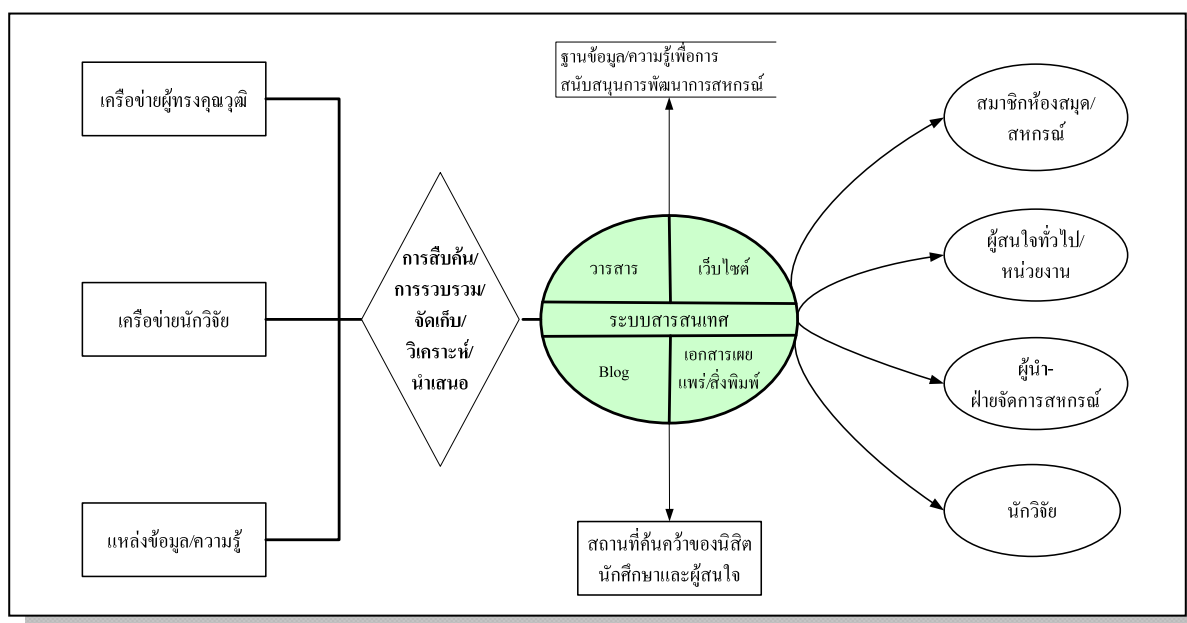 เครือข่ายผู้ทรงคุณวุฒิ
เครือข่ายนักวิจัย
แหล่งข้อมูล/ความรู้
การสืบค้น/
การรวบรวม/
จัดเก็บ/
วิเคราะห์/
นำเสนอ
ฐานข้อมูล/ความรู้เพื่อการ
สนับสนุนการพัฒนาการสหกรณ์
วารสาร
เว็บไซต์
ระบบสารสนเทศ
Blog
เอกสารเผย
แพร่/สิ่งพิมพ์
สถานที่ค้นคว้าของนิสิต
นักศึกษาและผู้สนใจ
สมาชิกห้องสมุด/
สหกรณ์
ผู้สนใจทั่วไป/
หน่วยงาน
ผู้นำ-
ฝ่ายจัดการสหกรณ์
นักวิจัย